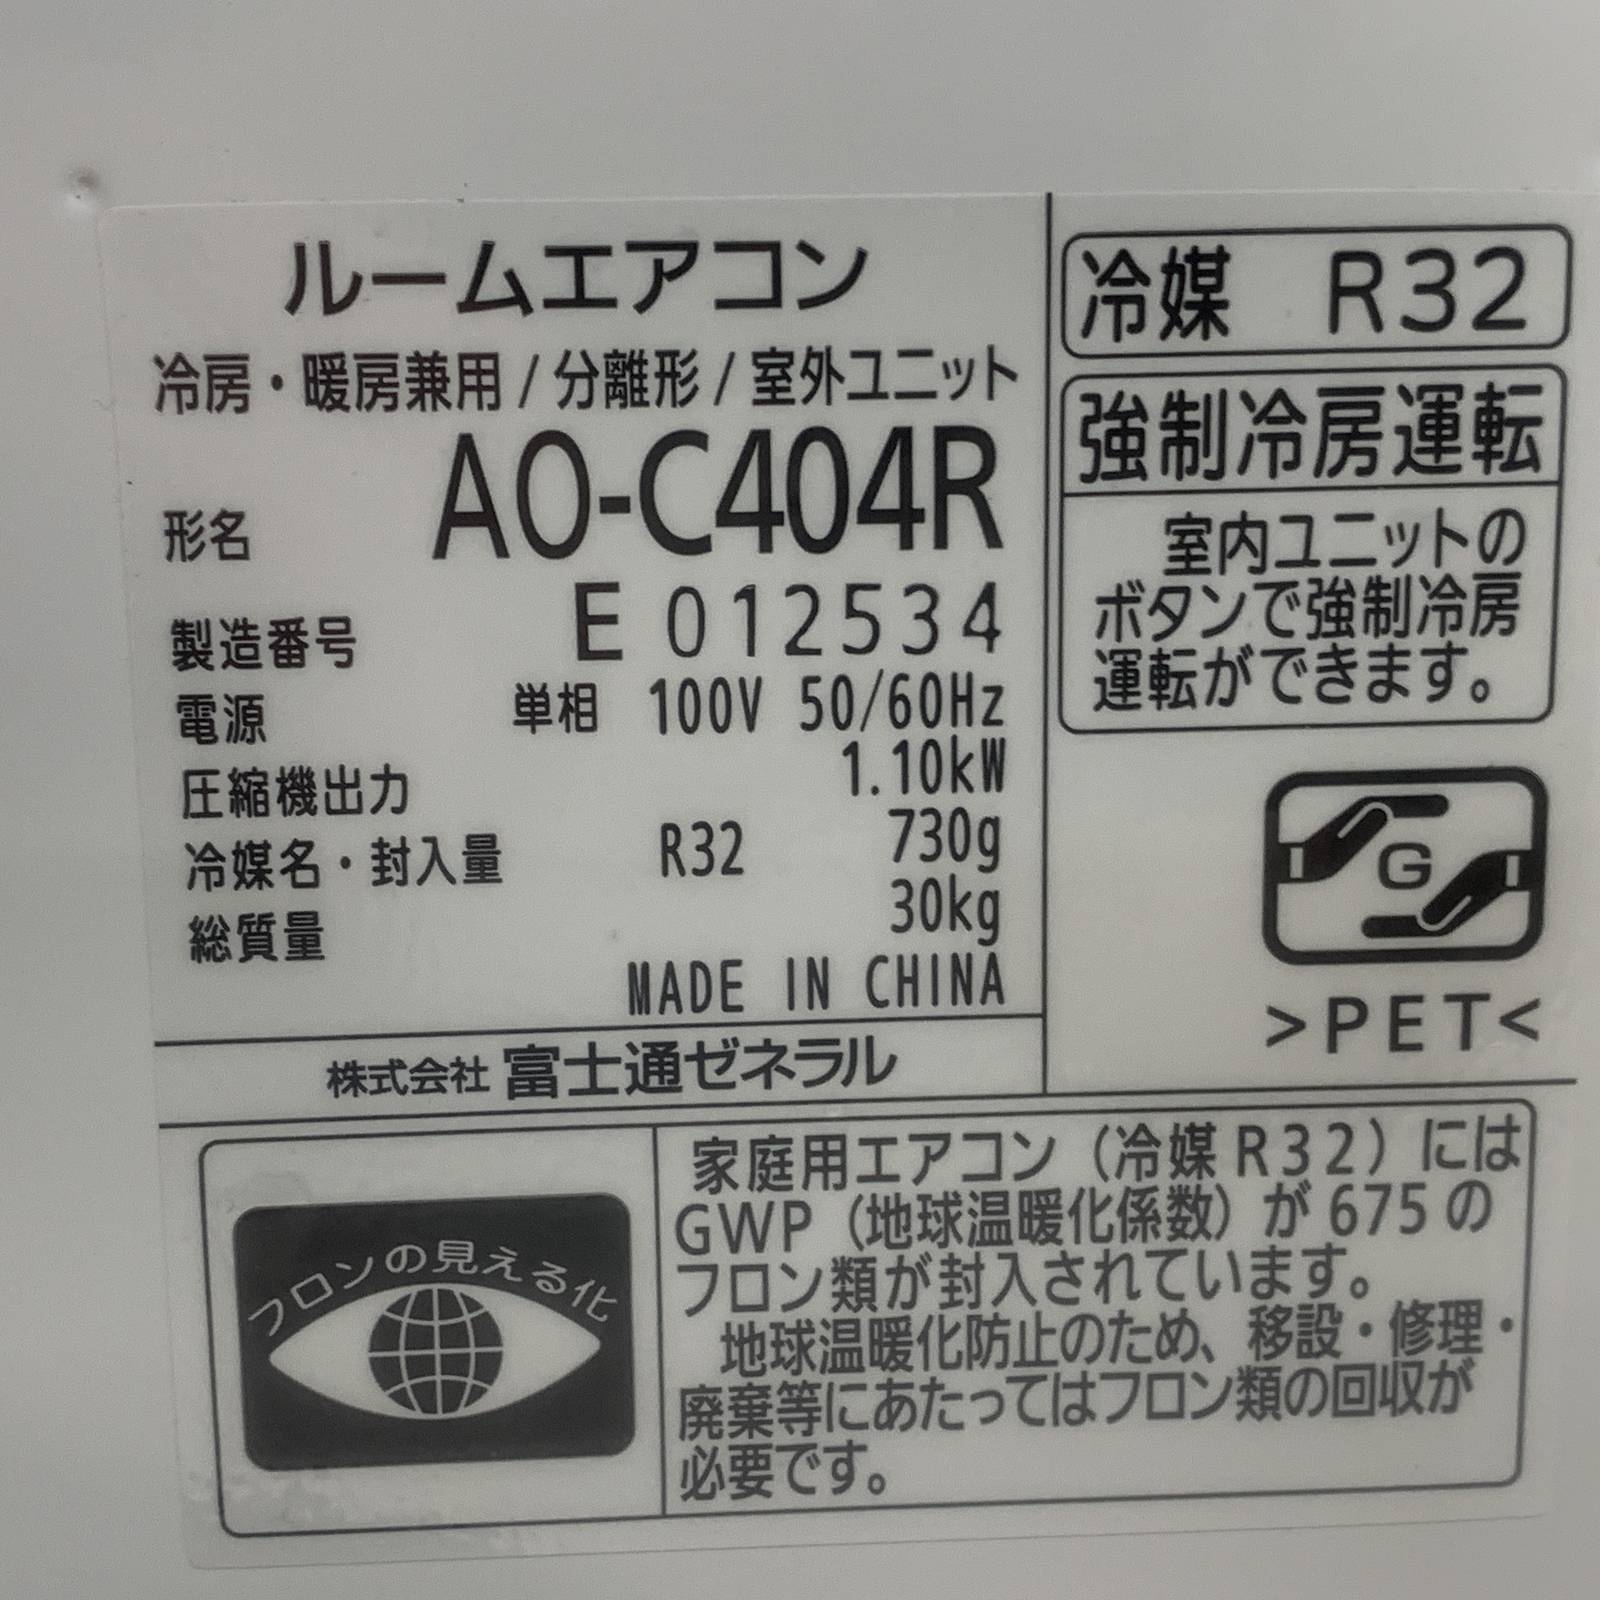 ルームエアコン
冷房・暖房兼用/分離形/室外ユニット
形名 AO-C404R
製造番号 E 012534
電源 単相 100V 50/60Hz
圧縮機出力 1.10kW
冷媒名・封入量 R32 730g
総質量 30kg
MADE IN CHINA
株式会社 富士通ゼネラル
冷媒 R32
強制冷房運転
室内ユニットの
ボタンで強制冷房
運転ができます。
G
>PET<
フロンの見える化
家庭用エアコン（冷媒R32）には
GWP（地球温暖化係数）が675の
フロン類が封入されています。
地球温暖化防止のため、移設・修理・
廃棄等にあたってはフロン類の回収が
必要です。